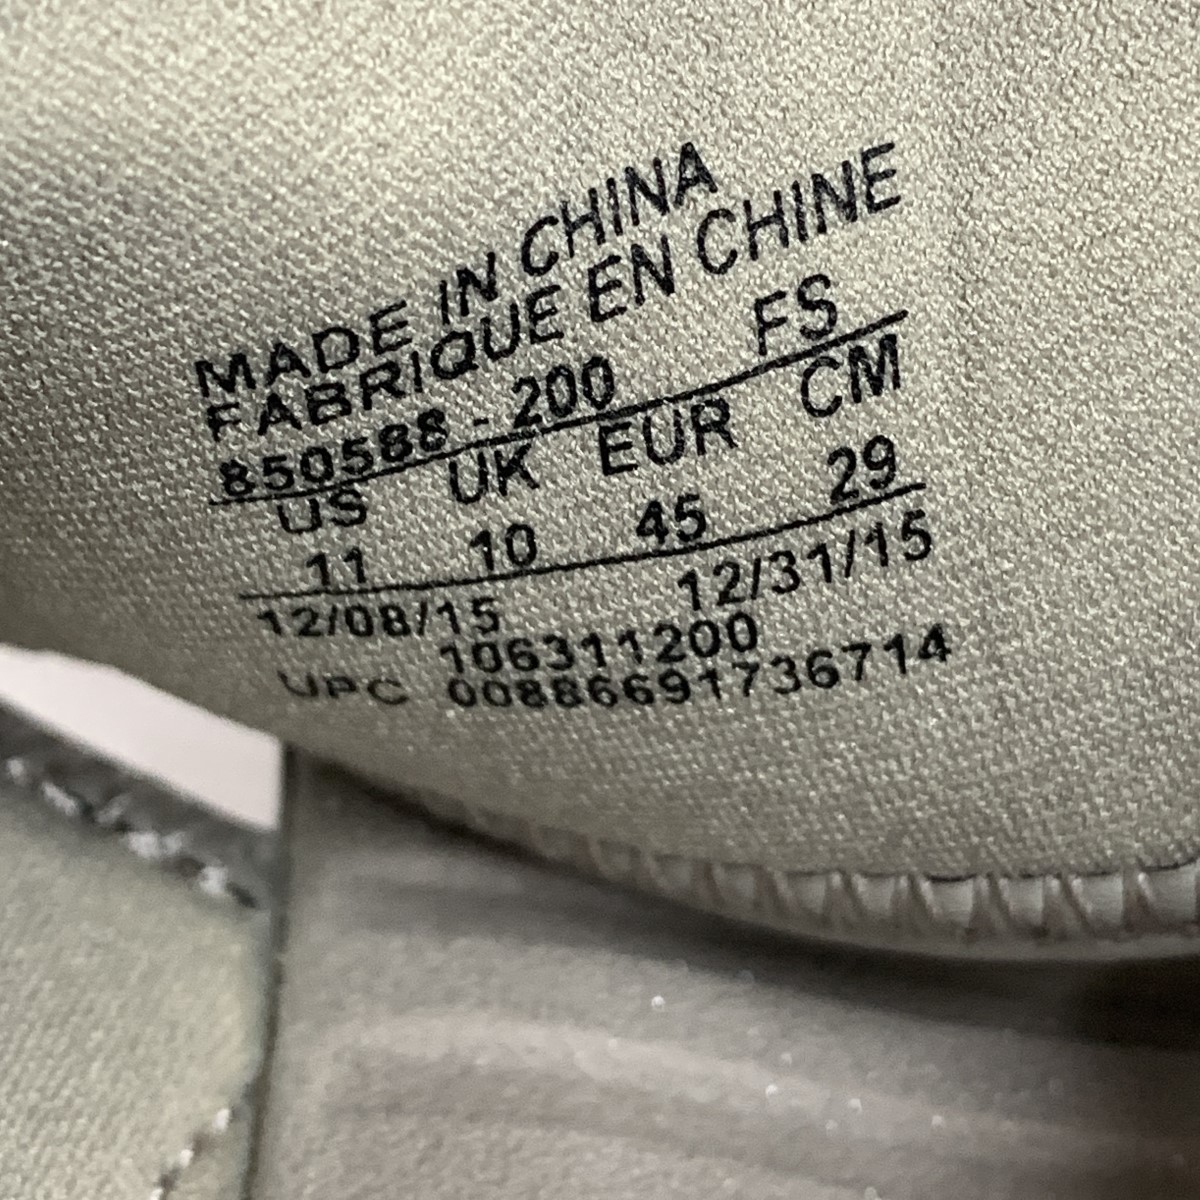 MADE IN CHINA
FABRIQUE EN CHINE
850588 - 200 FS
US UK EUR CM
11 10 45 29
12/08/15 12/31/15
106311200
UPC 00886691736714